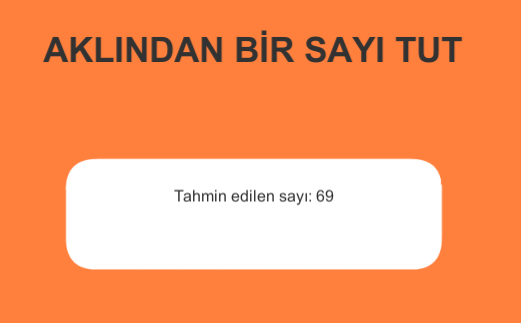 AKLINDAN BİR SAYI TUT
Tahmin edilen sayı: 69